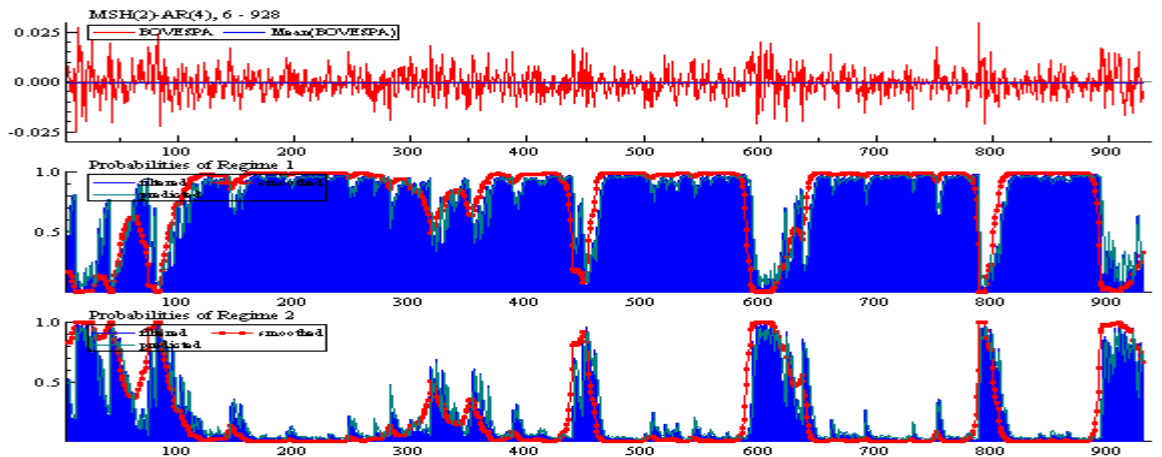 MSH(2)-AR(4), 6 - 928
BOVESPA Mean(BOVESPA)
0.025
0.000
-0.025
100 200 300 400 500 600 700 800 900
Probabilities of Regime 1
1.0
filtered smoothed
predicted
0.5
100 200 300 400 500 600 700 800 900
Probabilities of Regime 2
1.0
filtered smoothed
predicted
0.5
100 200 300 400 500 600 700 800 900